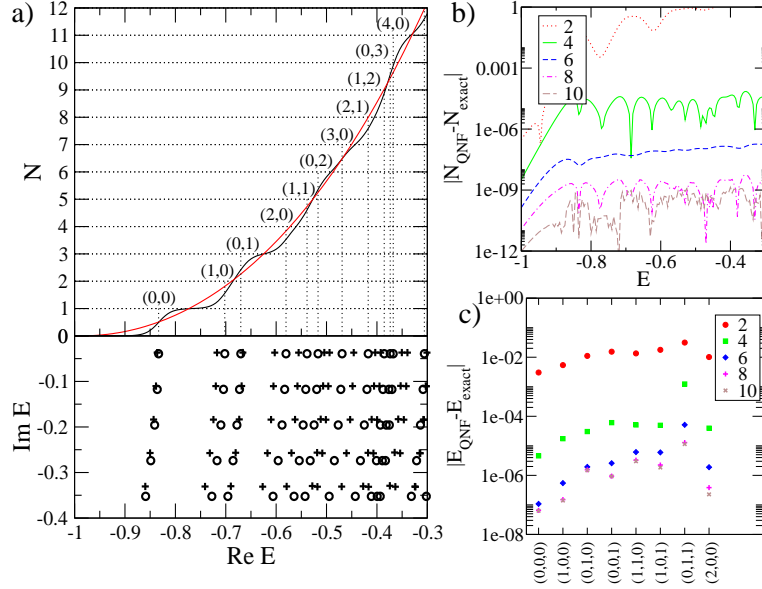 a)
12
11
10
9
8
7
6
5
4
3
2
1
0
N
(4,0)
(0,3)
(1,2)
(2,1)
(3,0)
(0,2)
(1,1)
(2,0)
(0,1)
(1,0)
(0,0)
-0.1
-0.2
-0.3
-0.4
Im E
-1 -0.9 -0.8 -0.7 -0.6 -0.5 -0.4 -0.3
Re E
b)
1
0.001
1e-06
1e-09
1e-12
|N_QNF-N_exact|
2
4
6
8
10
-1 -0.8 -0.6 -0.4
E
c)
1e+00
1e-02
1e-04
1e-06
1e-08
|E_QNF-E_exact|
2
4
6
8
10
(0,0,0)
(1,0,0)
(0,1,0)
(0,0,1)
(1,1,0)
(1,0,1)
(0,1,1)
(2,0,0)